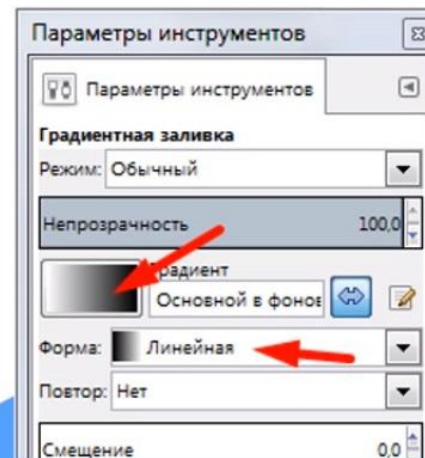 Параметры инструментов
Параметры инструментов
Градиентная заливка
Режим: Обычный
Непрозрачность 100,0
Градиент
Основной в фонов
Форма: Линейная
Повтор: Нет
Смещение 0,0